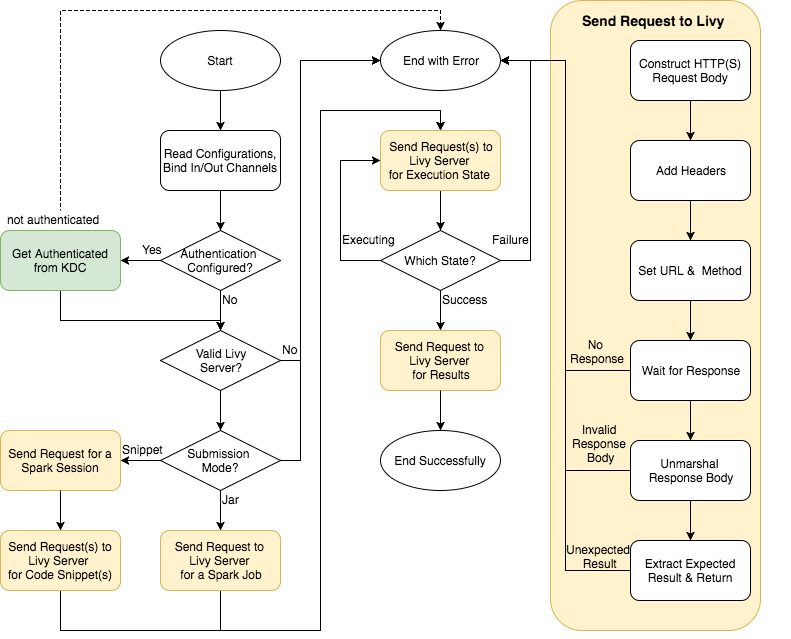 Start
Read Configurations,
Bind In/Out Channels
Authentication
Configured?
Yes
No
not authenticated
Get Authenticated
from KDC
Valid Livy
Server?
No
Submission
Mode?
Snippet
Jar
Send Request for a
Spark Session
Send Request(s) to
Livy Server
for Code Snippet(s)
Send Request to
Livy Server
for a Spark Job
End with Error
Send Request(s) to
Livy Server
for Execution State
Executing
Failure
Which State?
Success
Send Request to
Livy Server
for Results
End Successfully
Send Request to Livy
Construct HTTP(S)
Request Body
Add Headers
Set URL & Method
No
Response
Wait for Response
Invalid
Response
Body
Unmarshal
Response Body
Unexpected
Result
Extract Expected
Result & Return